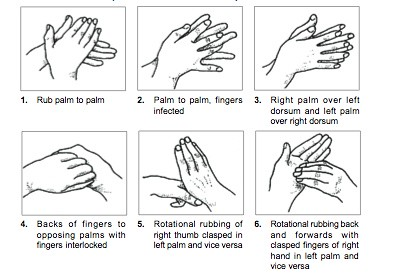 1. Rub palm to palm
2. Palm to palm, fingers
infected
3. Right palm over left
dorsum and left palm
over right dorsum
4. Backs of fingers to
opposing palms with
fingers interlocked
5. Rotational rubbing of
right thumb clasped in
left palm and vice versa
6. Rotational rubbing back
and forwards with
clasped fingers of right
hand in left palm and
vice versa